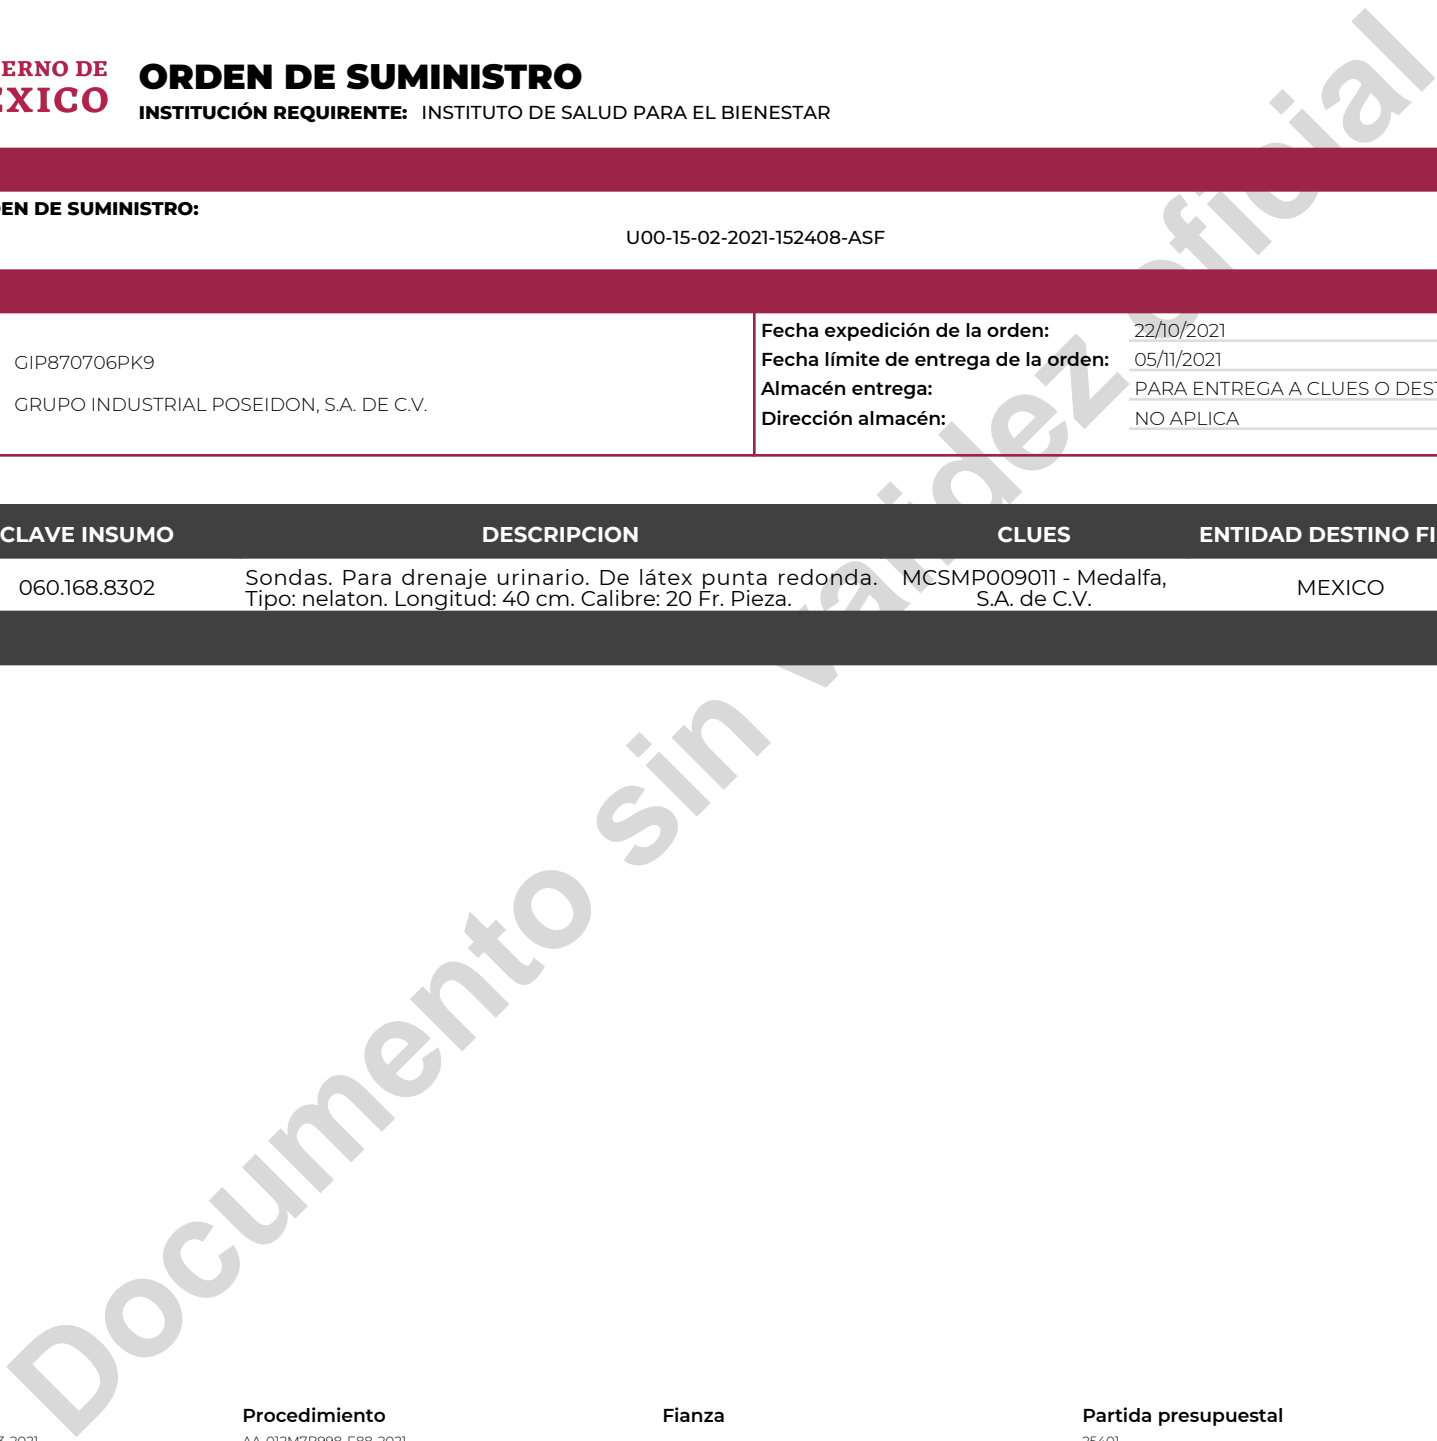 ERNO DE
EXICO
ORDEN DE SUMINISTRO
INSTITUCIÓN REQUIRENTE: INSTITUTO DE SALUD PARA EL BIENESTAR
EN DE SUMINISTRO:
U00-15-02-2021-152408-ASF
GIP870706PK9
GRUPO INDUSTRIAL POSEIDON, S.A. DE C.V.
Fecha expedición de la orden: 22/10/2021
Fecha límite de entrega de la orden: 05/11/2021
Almacén entrega: PARA ENTREGA A CLUES O DEST
Dirección almacén: NO APLICA
CLAVE INSUMO DESCRIPCION CLUES ENTIDAD DESTINO FI
060.168.8302
Sondas. Para drenaje urinario. De látex punta redonda.
Tipo: nelaton. Longitud: 40 cm. Calibre: 20 Fr. Pieza.
MCSMP009011 - Medalfa,
S.A. de C.V.
MEXICO
Documento sin validez oficial
Procedimiento Fianza Partida presupuestal